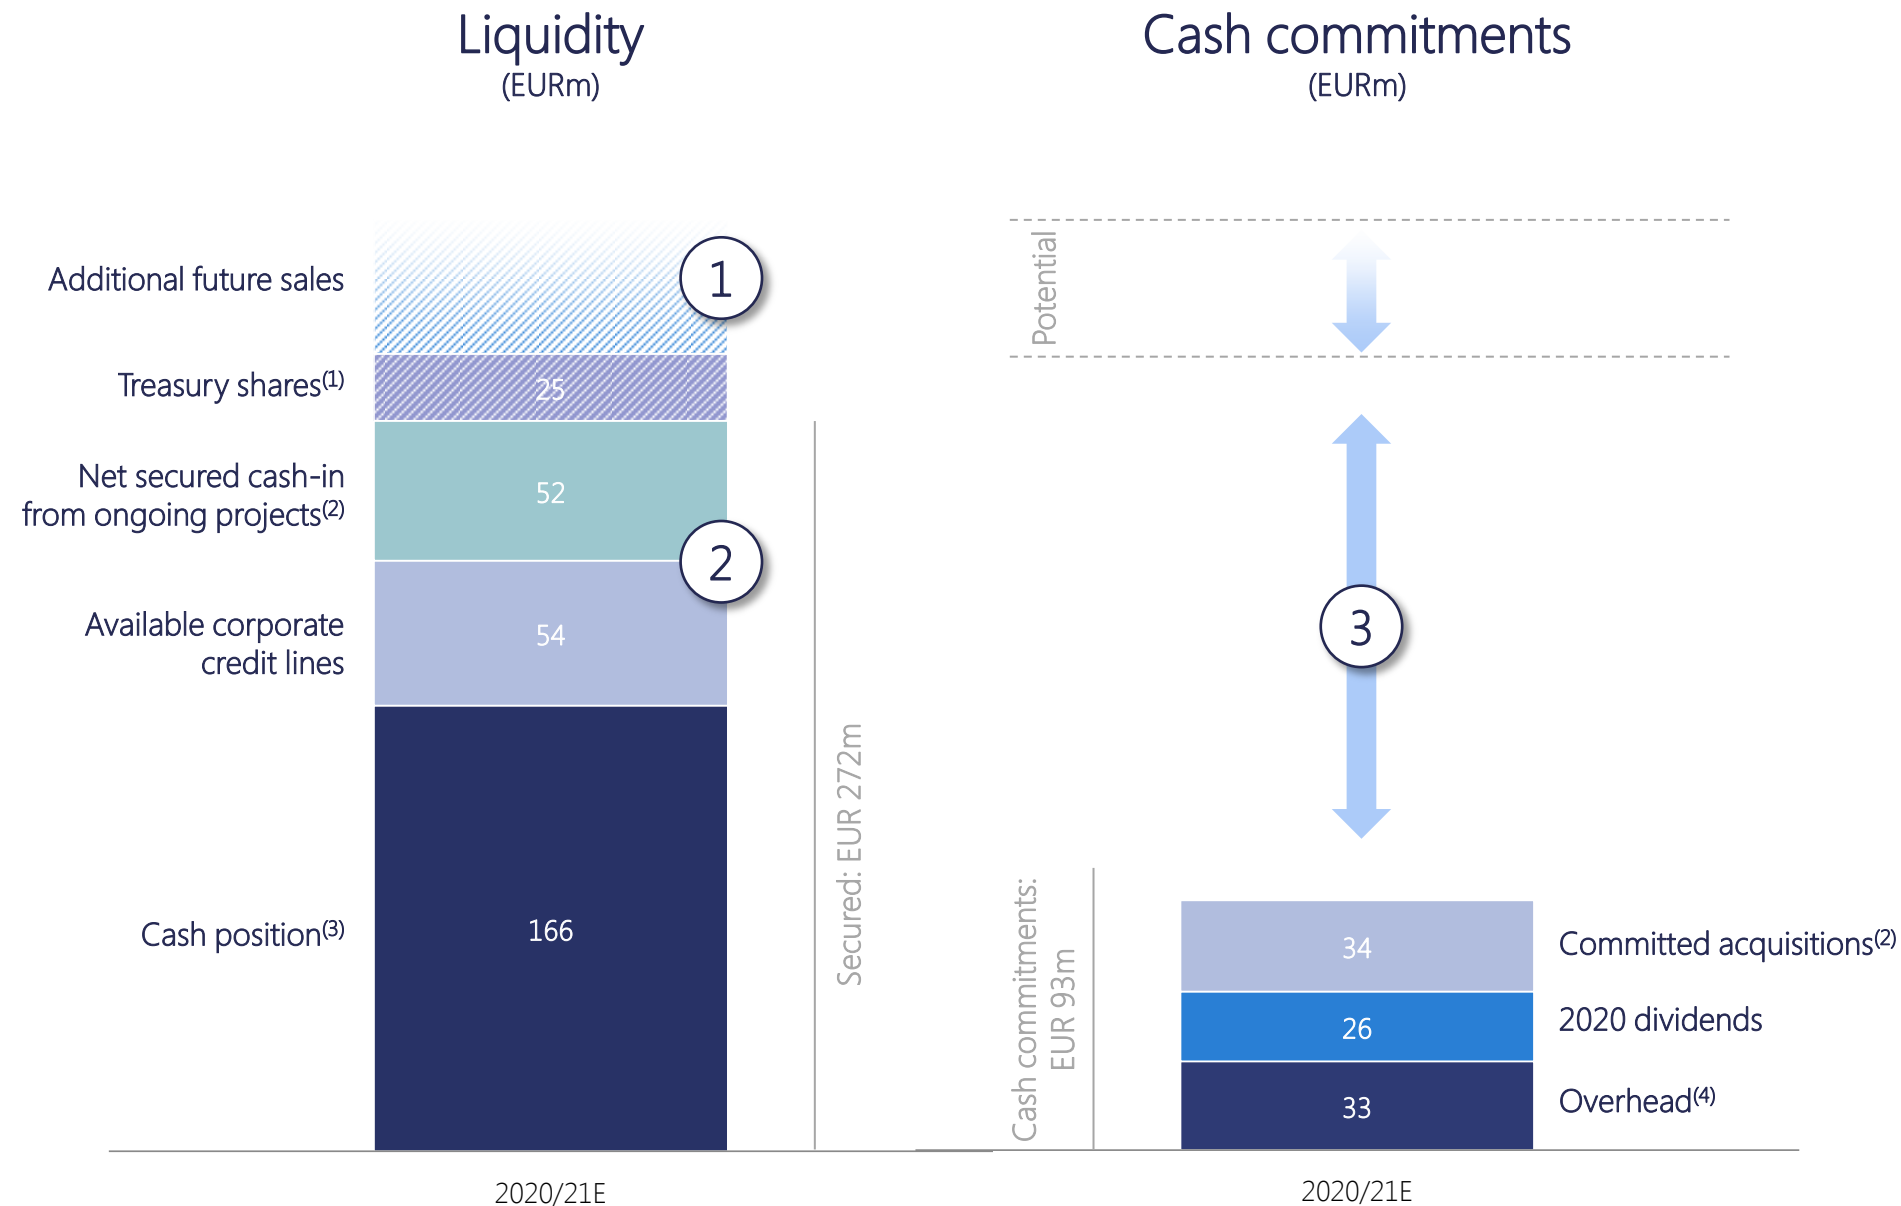 Liquidity
(EURm)
Additional future sales
1
Treasury shares(1)
25
Net secured cash-in
from ongoing projects(2)
52
2
Available corporate
credit lines
54
Cash position(3)
166
Secured: EUR 272m
2020/21E
Cash commitments
(EURm)
Potential
3
Cash commitments:
EUR 93m
34
Committed acquisitions(2)
26
2020 dividends
33
Overhead(4)
2020/21E